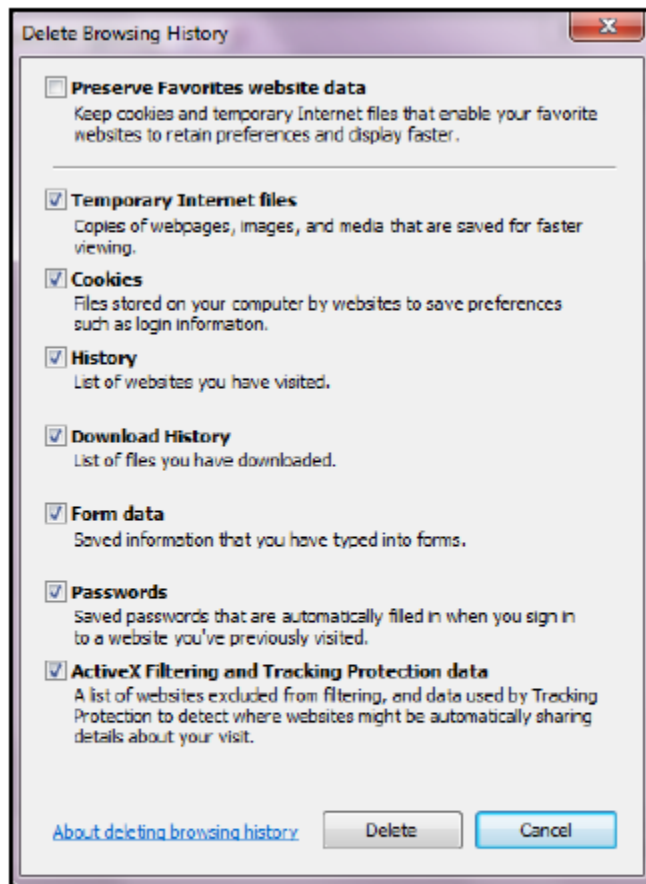 Delete Browsing History
Preserve Favorites website data
Keep cookies and temporary Internet files that enable your favorite
websites to retain preferences and display faster.
Temporary Internet files
Copies of webpages, images, and media that are saved for faster
viewing.
Cookies
Files stored on your computer by websites to save preferences
such as login information.
History
List of websites you have visited.
Download History
List of files you have downloaded.
Form data
Saved information that you have typed into forms.
Passwords
Saved passwords that are automatically filled in when you sign in
to a website you've previously visited.
ActiveX Filtering and Tracking Protection data
A list of websites excluded from filtering, and data used by Tracking
Protection to detect where websites might be automatically sharing
details about your visit.
About deleting browsing history
Delete
Cancel